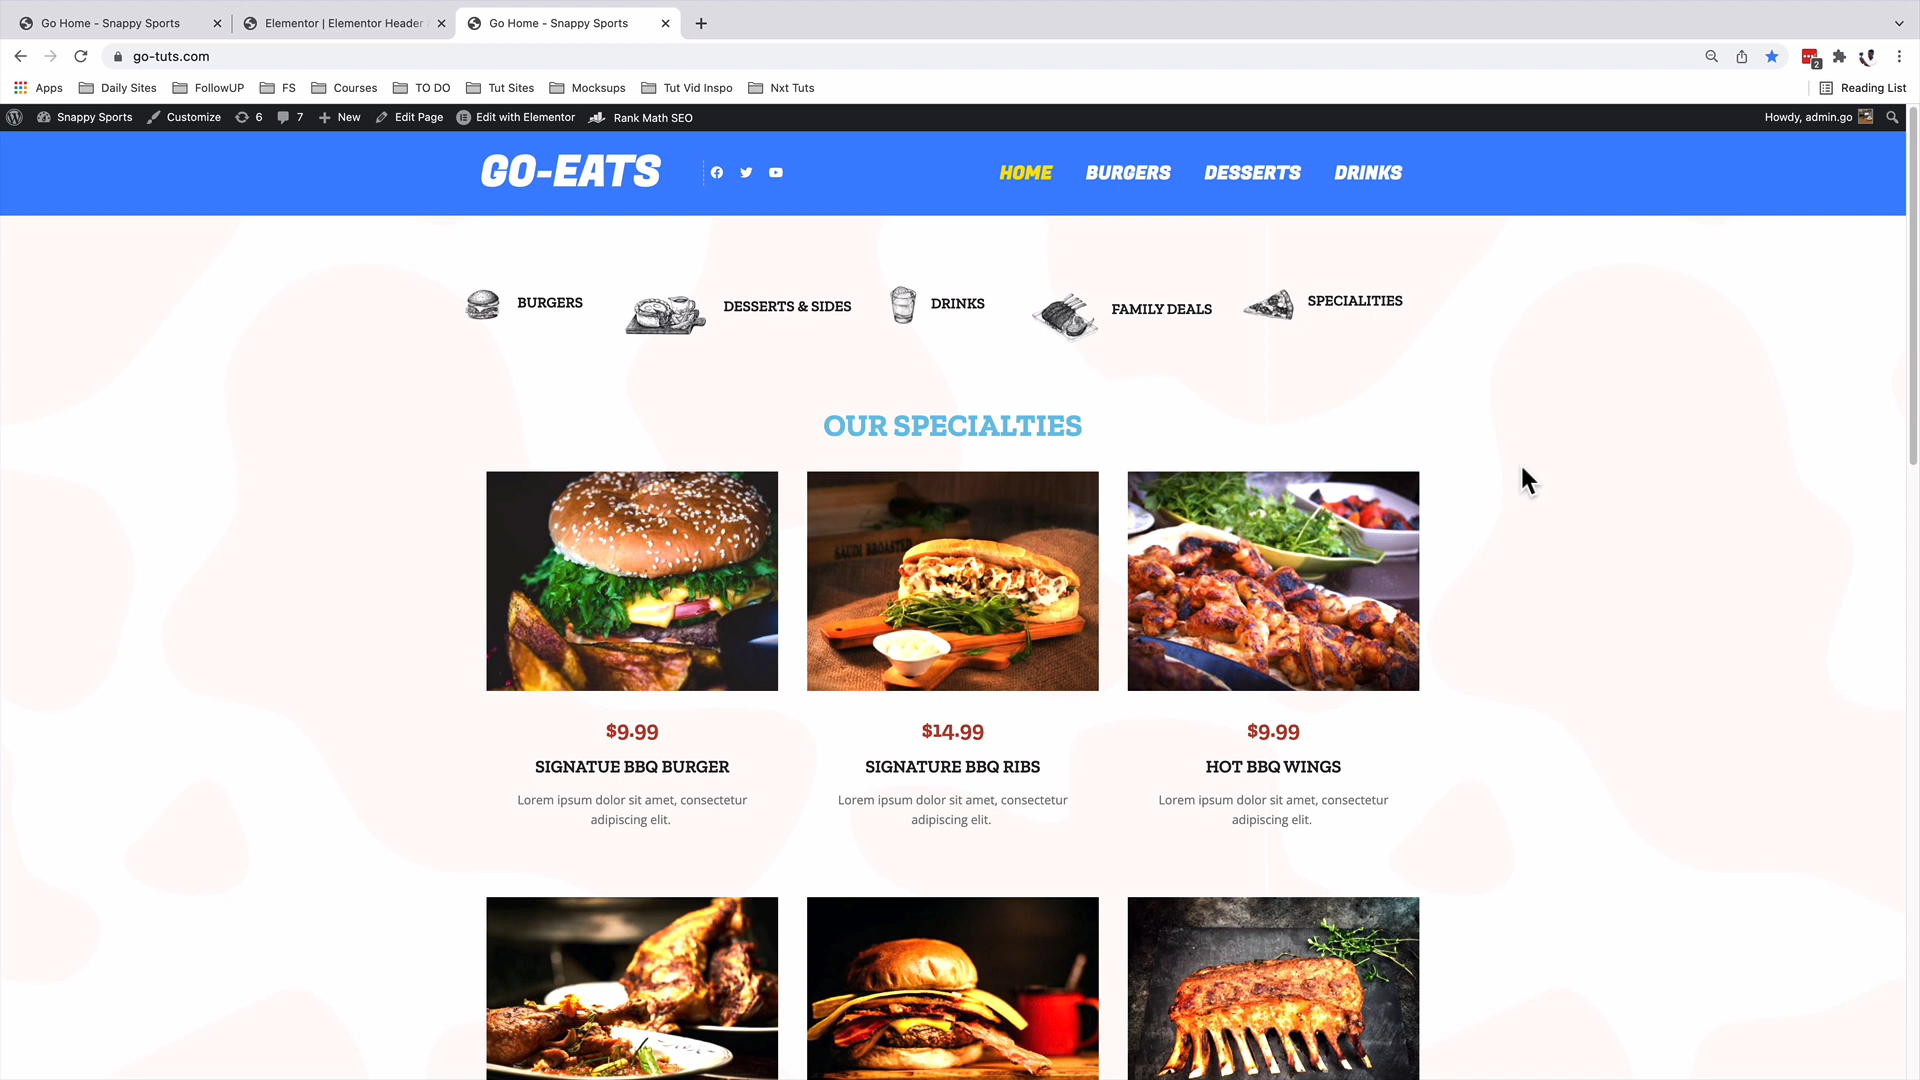 Go Home - Snappy Sports
Elementor | Elementor Header
Go Home - Snappy Sports
go-tuts.com
2
Apps
Daily Sites
FollowUP
FS
Courses
TO DO
Tut Sites
Mocksups
Tut Vid Inspo
Nxt Tuts
Reading List
Snappy Sports
Customize
6
7
New
Edit Page
Edit with Elementor
Rank Math SEO
Howdy, admin.go
GO-EATS
HOME
BURGERS
DESSERTS
DRINKS
BURGERS
DESSERTS & SIDES
DRINKS
FAMILY DEALS
SPECIALITIES
OUR SPECIALTIES
SAUDI BROASTED
$9.99
SIGNATUE BBQ BURGER
Lorem ipsum dolor sit amet, consectetur
adipiscing elit.
$14.99
SIGNATURE BBQ RIBS
Lorem ipsum dolor sit amet, consectetur
adipiscing elit.
$9.99
HOT BBQ WINGS
Lorem ipsum dolor sit amet, consectetur
adipiscing elit.